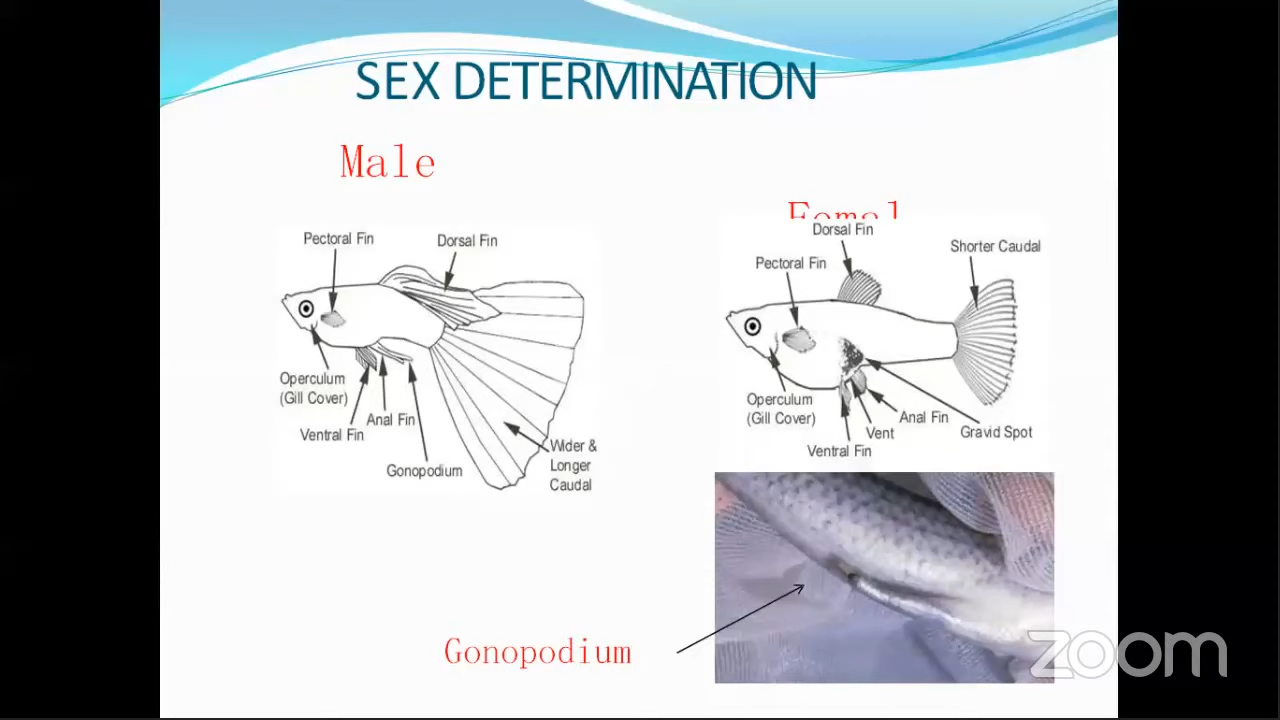 SEX DETERMINATION
Male
Pectoral Fin
Dorsal Fin
Operculum
(Gill Cover)
Anal Fin
Ventral Fin
Gonopodium
Wider &
Longer
Caudal
Femal
Dorsal Fin
Shorter Caudal
Pectoral Fin
Operculum
(Gill Cover)
Anal Fin
Vent
Gravid Spot
Ventral Fin
Gonopodium
zoom